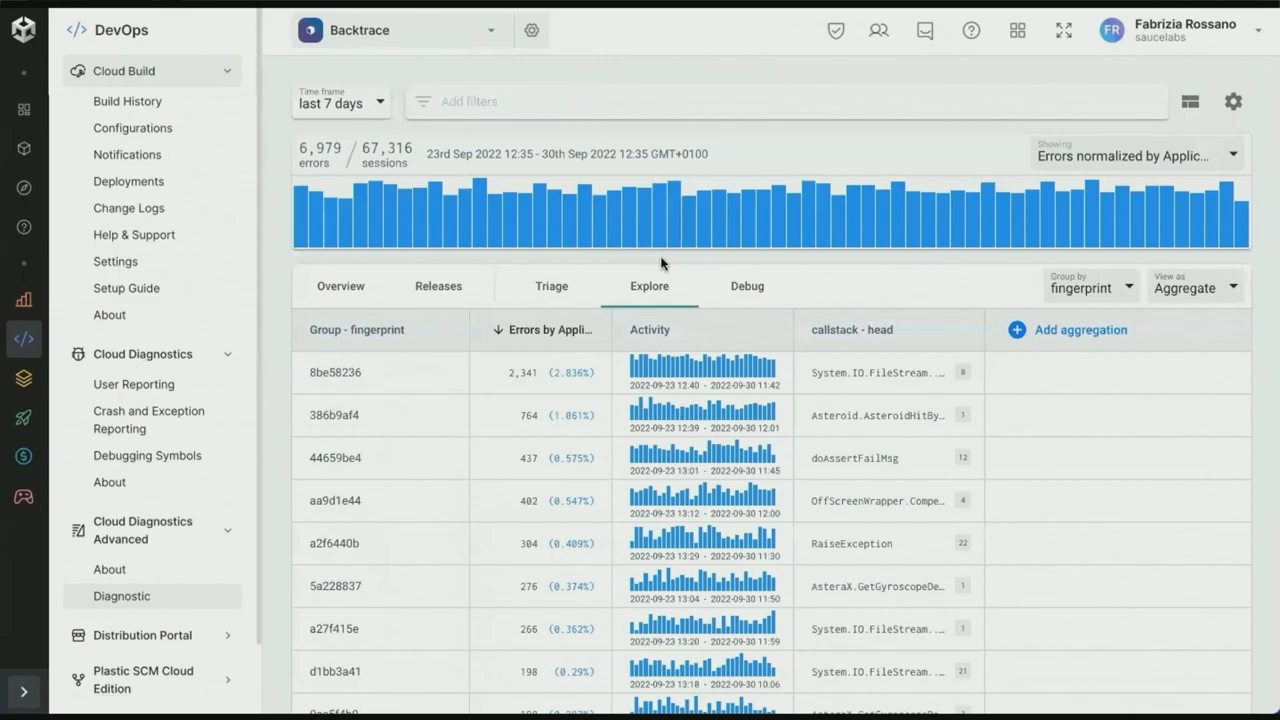 DevOps
Backtrace
FR
Fabrizia Rossano
saucelabs
Cloud Build
Build History
Configurations
Notifications
Deployments
Change Logs
Help & Support
Settings
Setup Guide
About
Cloud Diagnostics
User Reporting
Crash and Exception
Reporting
Debugging Symbols
About
Cloud Diagnostics
Advanced
About
Diagnostic
Distribution Portal
Plastic SCM Cloud
Edition
Time frame
last 7 days
Add filters
6,979 / 67,316
errors sessions
23rd Sep 2022 12:35 - 30th Sep 2022 12:35 GMT+0100
Showing
Errors normalized by Applic...
Overview Releases Triage Explore Debug
Group by
fingerprint
View as
Aggregate
Group - fingerprint Errors by Appli... Activity callstack - head Add aggregation
8be58236 2,341 (2.836%) System.IO.FileStream.... 8
2022-09-23 12:40 - 2022-09-30 11:42
386b9af4 764 (1.061%) Asteroid.AsteroidHitBy... 1
2022-09-23 12:39 - 2022-09-30 12:01
44659be4 437 (0.575%) doAssertFailMsg 12
2022-09-23 13:01 - 2022-09-30 11:45
aa9d1e44 402 (0.547%) OffScreenWrapper.Compe... 4
2022-09-23 13:12 - 2022-09-30 12:00
a2f6440b 304 (0.409%) RaiseException 22
2022-09-23 13:29 - 2022-09-30 11:30
5a228837 276 (0.374%) AsteraX.GetGyroscopeDe... 1
2022-09-23 13:04 - 2022-09-30 11:50
a27f415e 266 (0.362%) System.IO.FileStream.... 1
2022-09-23 13:20 - 2022-09-30 11:59
d1bb3a41 198 (0.29%) System.IO.FileStream.... 21
2022-09-23 13:18 - 2022-09-30 10:06